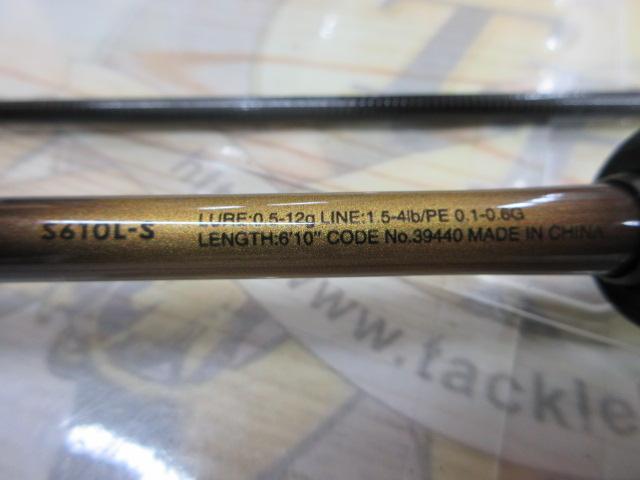 S610L-S
LURE:0.5-12g LINE:1.5-4lb/PE 0.1-0.6G
LENGTH:6'10" CODE No.39440 MADE IN CHINA
www.tackle